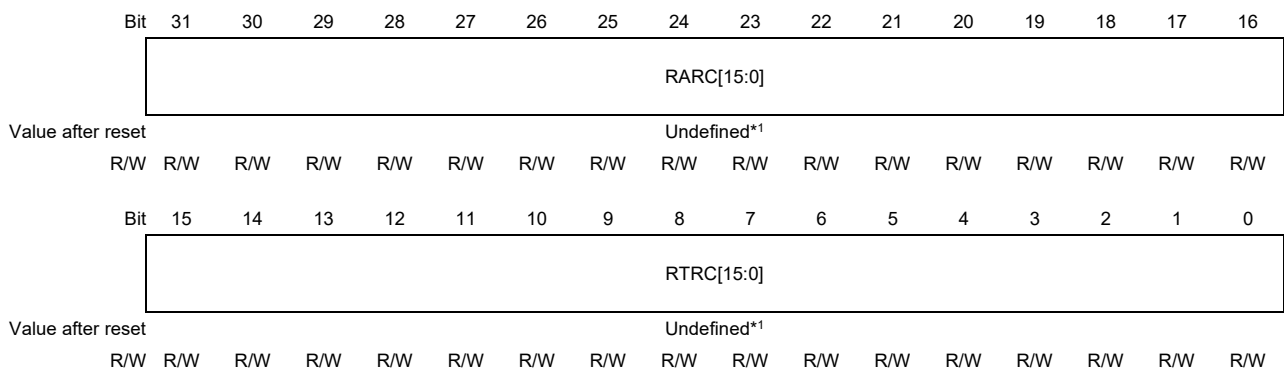 Bit 31 30 29 28 27 26 25 24 23 22 21 20 19 18 17 16
RARC[15:0]
Value after reset Undefined*1
R/W R/W R/W R/W R/W R/W R/W R/W R/W R/W R/W R/W R/W R/W R/W R/W R/W
Bit 15 14 13 12 11 10 9 8 7 6 5 4 3 2 1 0
RTRC[15:0]
Value after reset Undefined*1
R/W R/W R/W R/W R/W R/W R/W R/W R/W R/W R/W R/W R/W R/W R/W R/W R/W